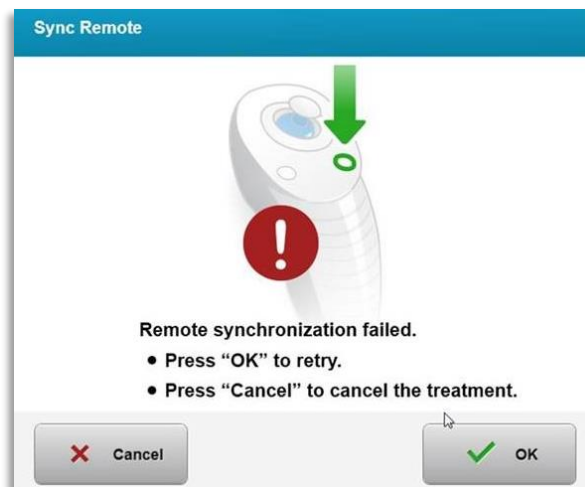 Sync Remote
Remote synchronization failed.
• Press “OK” to retry.
• Press “Cancel” to cancel the treatment.
Cancel
OK